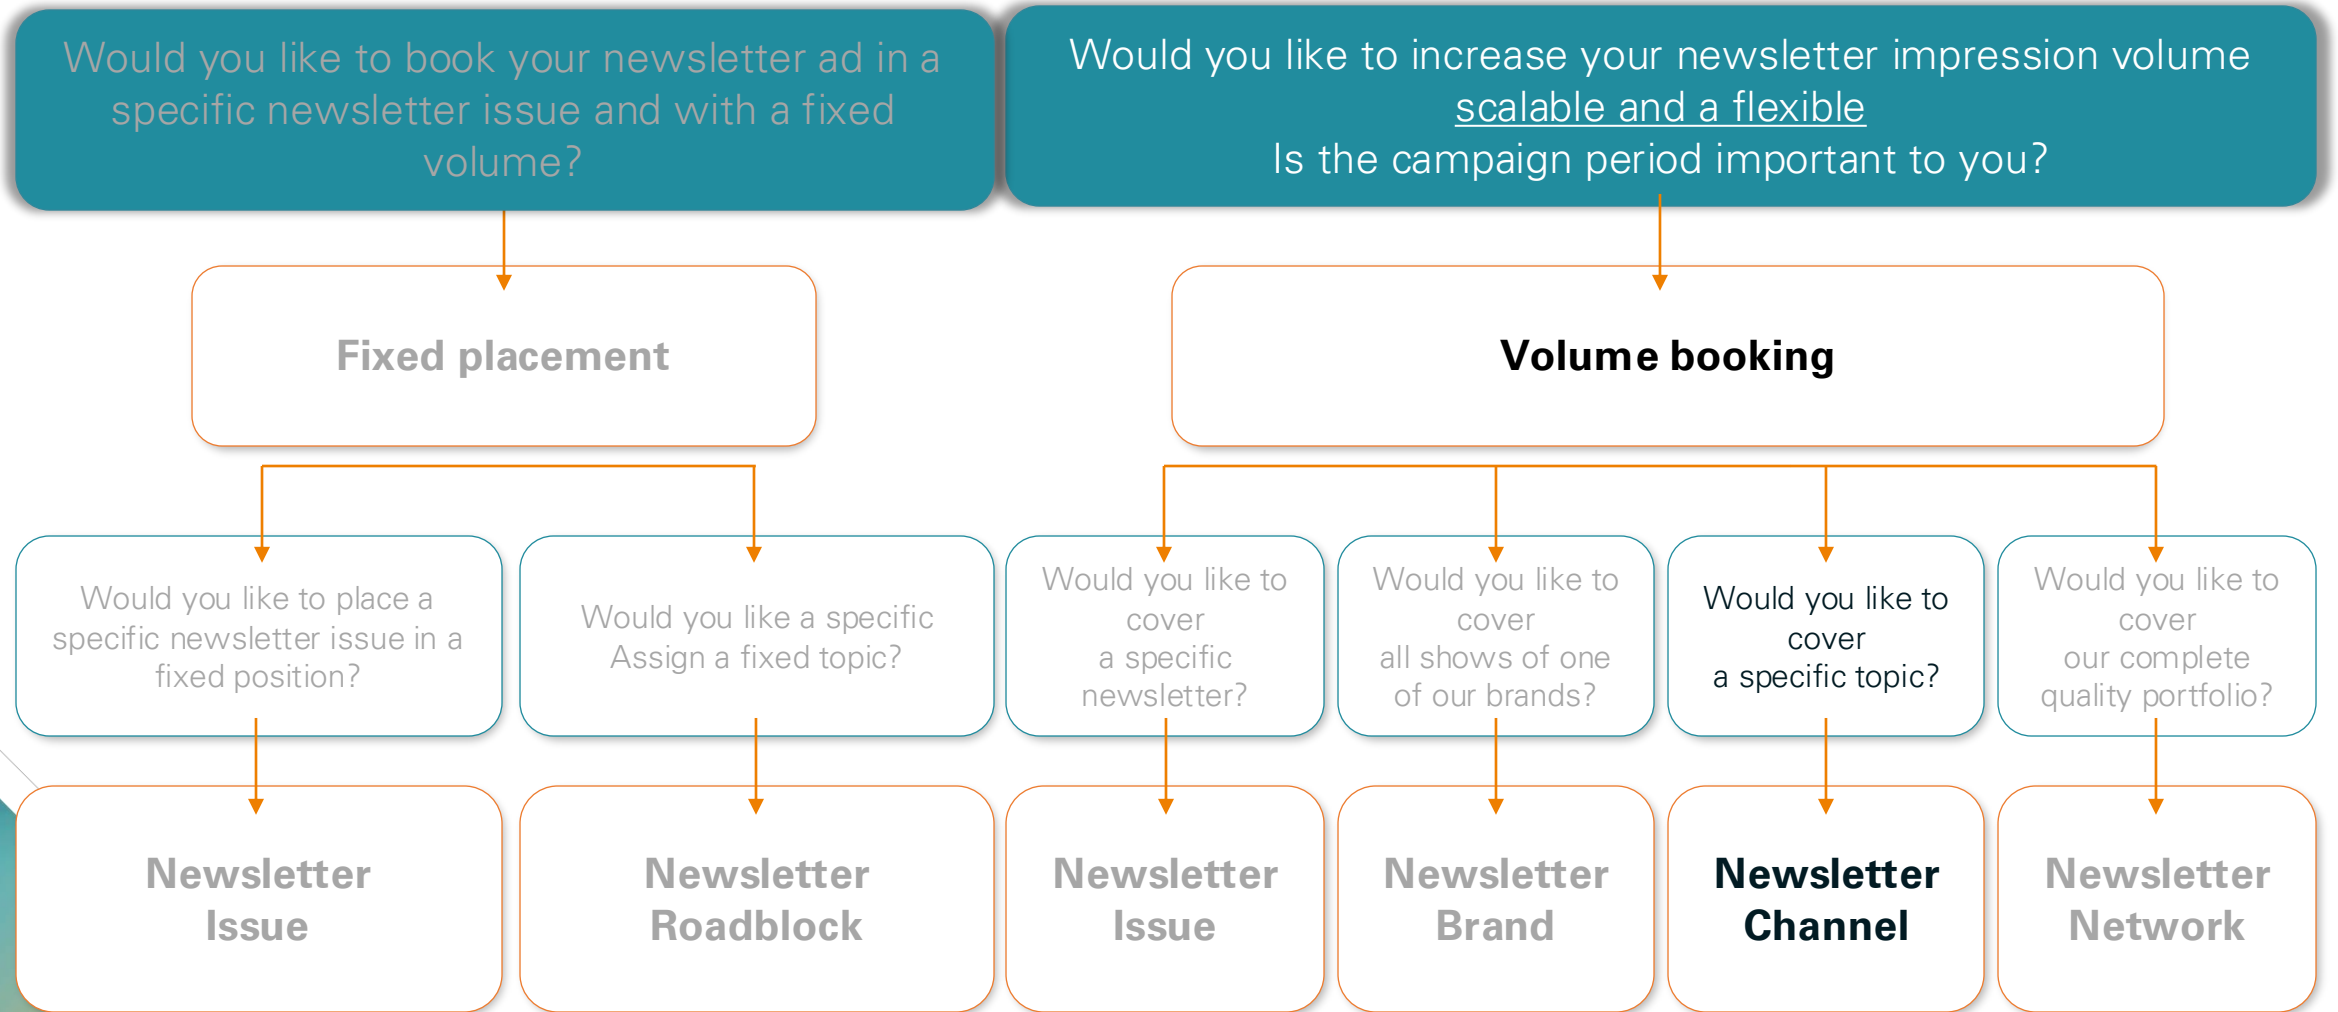 Would you like to book your newsletter ad in a
specific newsletter issue and with a fixed
volume?
Would you like to increase your newsletter impression volume
scalable and a flexible
Is the campaign period important to you?
Fixed placement
Volume booking
Would you like to place a
specific newsletter issue in a
fixed position?
Would you like a specific
Assign a fixed topic?
Would you like to
cover
a specific
newsletter?
Would you like to
cover
all shows of one
of our brands?
Would you like to
cover
a specific topic?
Would you like to
cover
our complete
quality portfolio?
Newsletter
Issue
Newsletter
Roadblock
Newsletter
Issue
Newsletter
Brand
Newsletter
Channel
Newsletter
Network